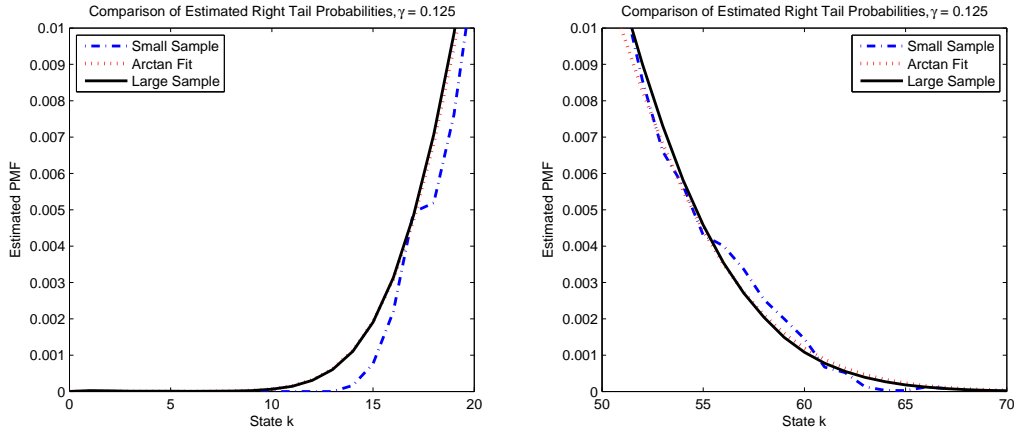 Comparison of Estimated Right Tail Probabilities, γ = 0.125
0.01
0.009
0.008
0.007
0.006
0.005
0.004
0.003
0.002
0.001
0
Estimated PMF
Small Sample
Arctan Fit
Large Sample
0 5 10 15 20
State k
Comparison of Estimated Right Tail Probabilities, γ = 0.125
0.01
0.009
0.008
0.007
0.006
0.005
0.004
0.003
0.002
0.001
0
Estimated PMF
Small Sample
Arctan Fit
Large Sample
50 55 60 65 70
State k